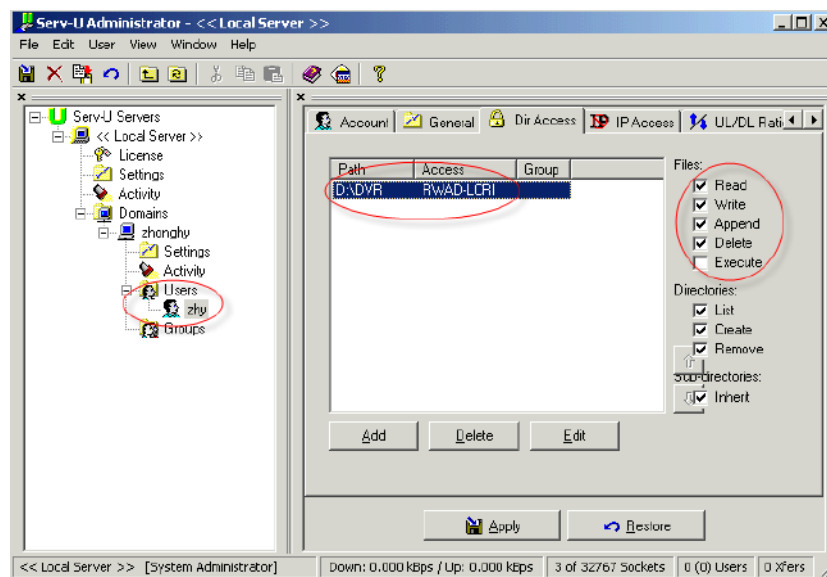 Serv-U Administrator - << Local Server >>
File Edit User View Window Help
Serv-U Servers
<< Local Server >>
License
Settings
Activity
Domains
zhonghy
Settings
Activity
Users
zhy
Groups
Account General Dir Access IP Access UL/DL Rati
Path Access Group
D:\DVR RWAD-LCRI
Files:
Read
Write
Append
Delete
Execute
Directories:
List
Create
Remove
Sub-directories:
Inherit
Add Delete Edit
Apply Restore
<< Local Server >> [System Administrator] Down: 0.000 kBps / Up: 0.000 kBps 3 of 32767 Sockets 0 (0) Users 0 Xfers